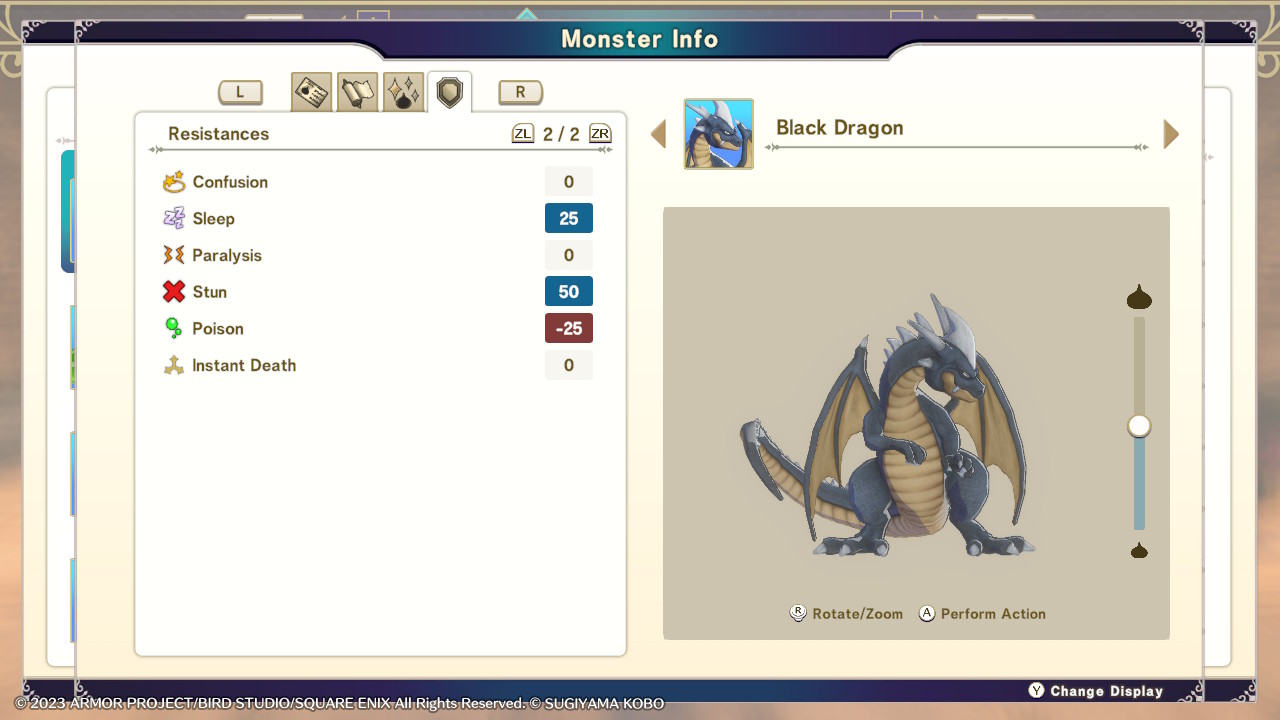 Monster Info
L
R
Resistances
ZL 2 / 2 ZR
Black Dragon
Confusion 0
Sleep 25
Paralysis 0
Stun 50
Poison -25
Instant Death 0
R Rotate/Zoom A Perform Action
Y Change Display
© 2023 ARMOR PROJECT/BIRD STUDIO/SQUARE ENIX All Rights Reserved. © SUGIYAMA KOBO